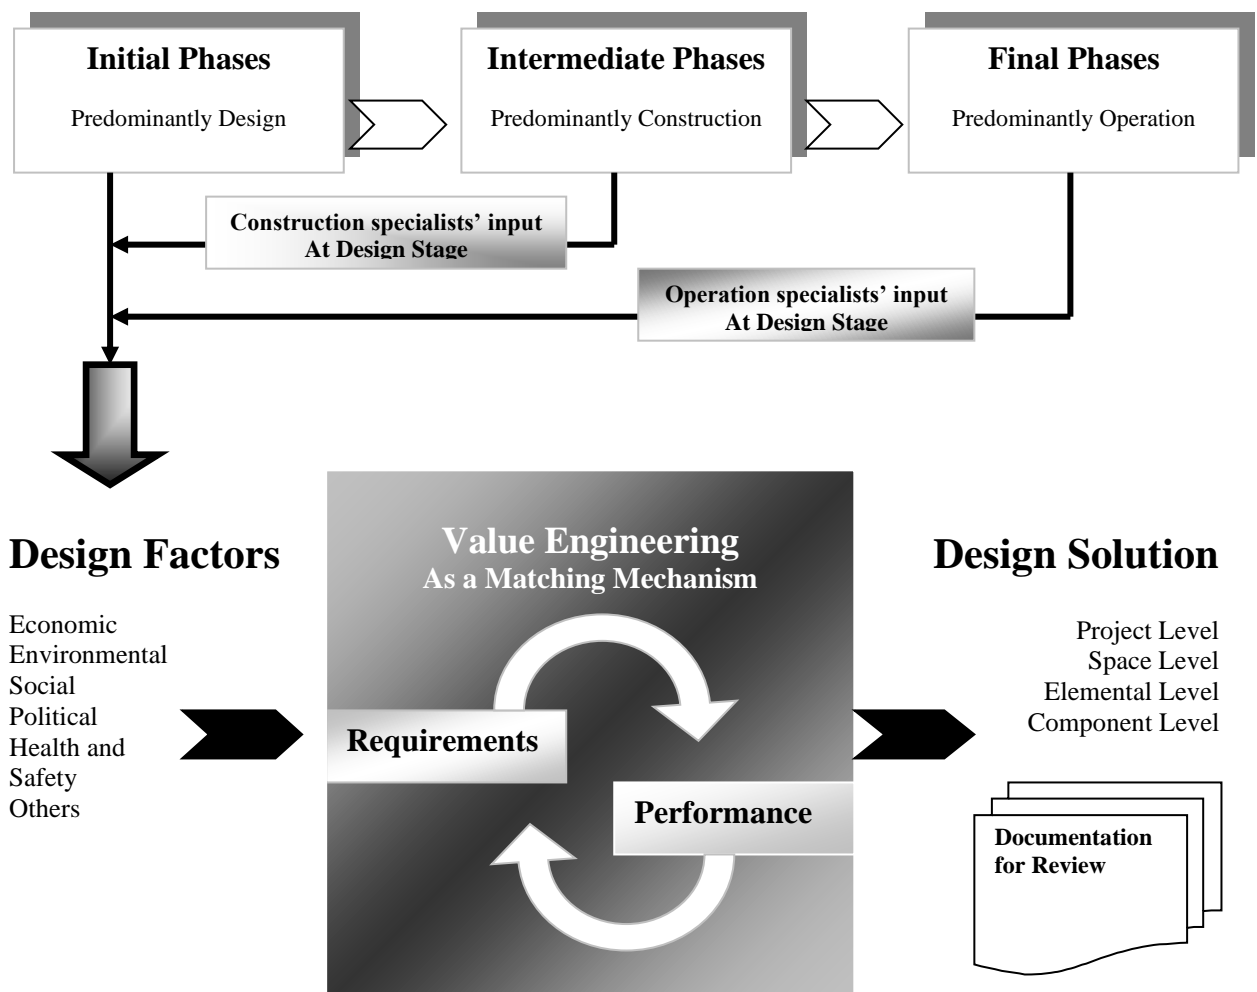 Initial Phases
Predominantly Design
Intermediate Phases
Predominantly Construction
Final Phases
Predominantly Operation
Construction specialists’ input
At Design Stage
Operation specialists’ input
At Design Stage
Design Factors
Economic
Environmental
Social
Political
Health and
Safety
Others
Value Engineering
As a Matching Mechanism
Requirements
Performance
Design Solution
Project Level
Space Level
Elemental Level
Component Level
Documentation
for Review